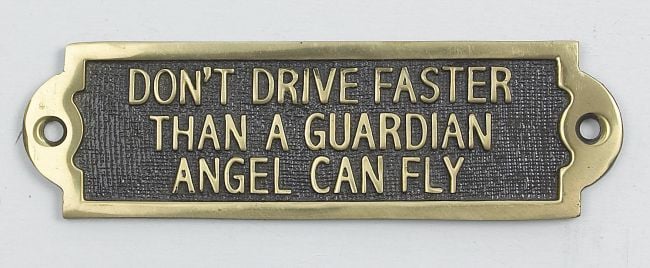 DON'T DRIVE FASTER
THAN A GUARDIAN
ANGEL CAN FLY